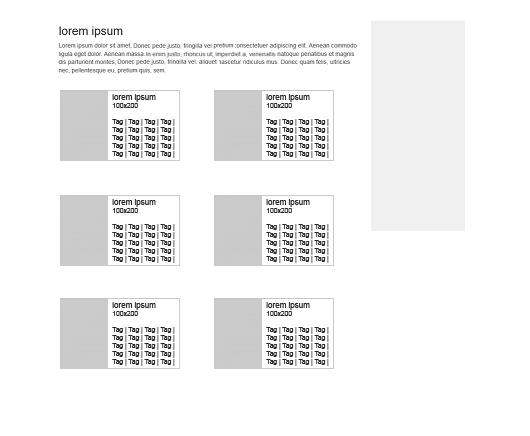 lorem ipsum
Lorem ipsum dolor sit amet. Donec pede justo, fringilla vel pretium consectetuer adipiscing elit. Aenean commodo
ligula eget dolor. Aenean massa in enim justo, rhoncus ut, imperdiet a, venenatis natoque penatibus et magnis
dis parturient montes. Donec pede justo, fringilla vel, aliquet nascetur ridiculus mus. Donec quam felis, ultricies
nec, pellentesque eu, pretium quis, sem.
lorem ipsum
100x200
Tag | Tag | Tag | Tag |
Tag | Tag | Tag | Tag |
Tag | Tag | Tag | Tag |
Tag | Tag | Tag | Tag |
Tag | Tag | Tag | Tag |
lorem ipsum
100x200
Tag | Tag | Tag | Tag |
Tag | Tag | Tag | Tag |
Tag | Tag | Tag | Tag |
Tag | Tag | Tag | Tag |
Tag | Tag | Tag | Tag |
lorem ipsum
100x200
Tag | Tag | Tag | Tag |
Tag | Tag | Tag | Tag |
Tag | Tag | Tag | Tag |
Tag | Tag | Tag | Tag |
Tag | Tag | Tag | Tag |
lorem ipsum
100x200
Tag | Tag | Tag | Tag |
Tag | Tag | Tag | Tag |
Tag | Tag | Tag | Tag |
Tag | Tag | Tag | Tag |
Tag | Tag | Tag | Tag |
lorem ipsum
100x200
Tag | Tag | Tag | Tag |
Tag | Tag | Tag | Tag |
Tag | Tag | Tag | Tag |
Tag | Tag | Tag | Tag |
Tag | Tag | Tag | Tag |
lorem ipsum
100x200
Tag | Tag | Tag | Tag |
Tag | Tag | Tag | Tag |
Tag | Tag | Tag | Tag |
Tag | Tag | Tag | Tag |
Tag | Tag | Tag | Tag |